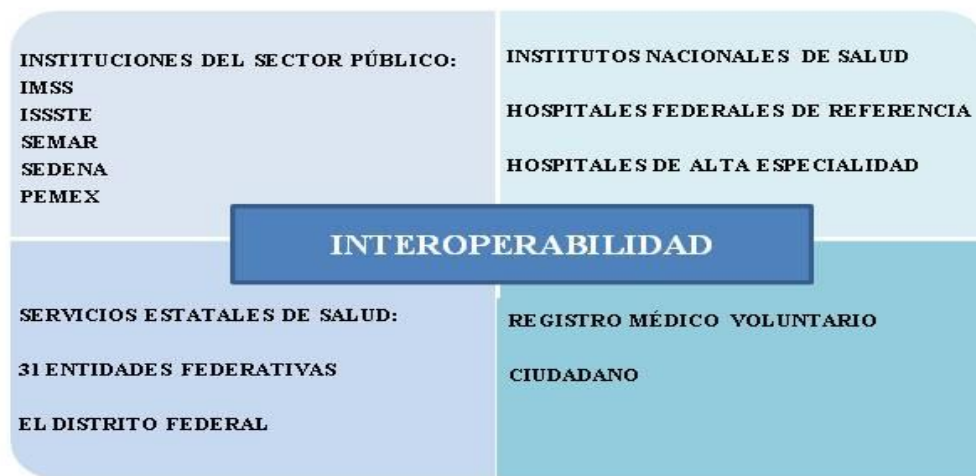 INSTITUCIONES DEL SECTOR PÚBLICO:
IMSS
ISSSTE
SEMAR
SEDENA
PEMEX
INSTITUTOS NACIONALES DE SALUD
HOSPITALES FEDERALES DE REFERENCIA
HOSPITALES DE ALTA ESPECIALIDAD
INTEROPERABILIDAD
SERVICIOS ESTATALES DE SALUD:
31 ENTIDADES FEDERATIVAS
EL DISTRITO FEDERAL
REGISTRO MÉDICO VOLUNTARIO
CIUDADANO